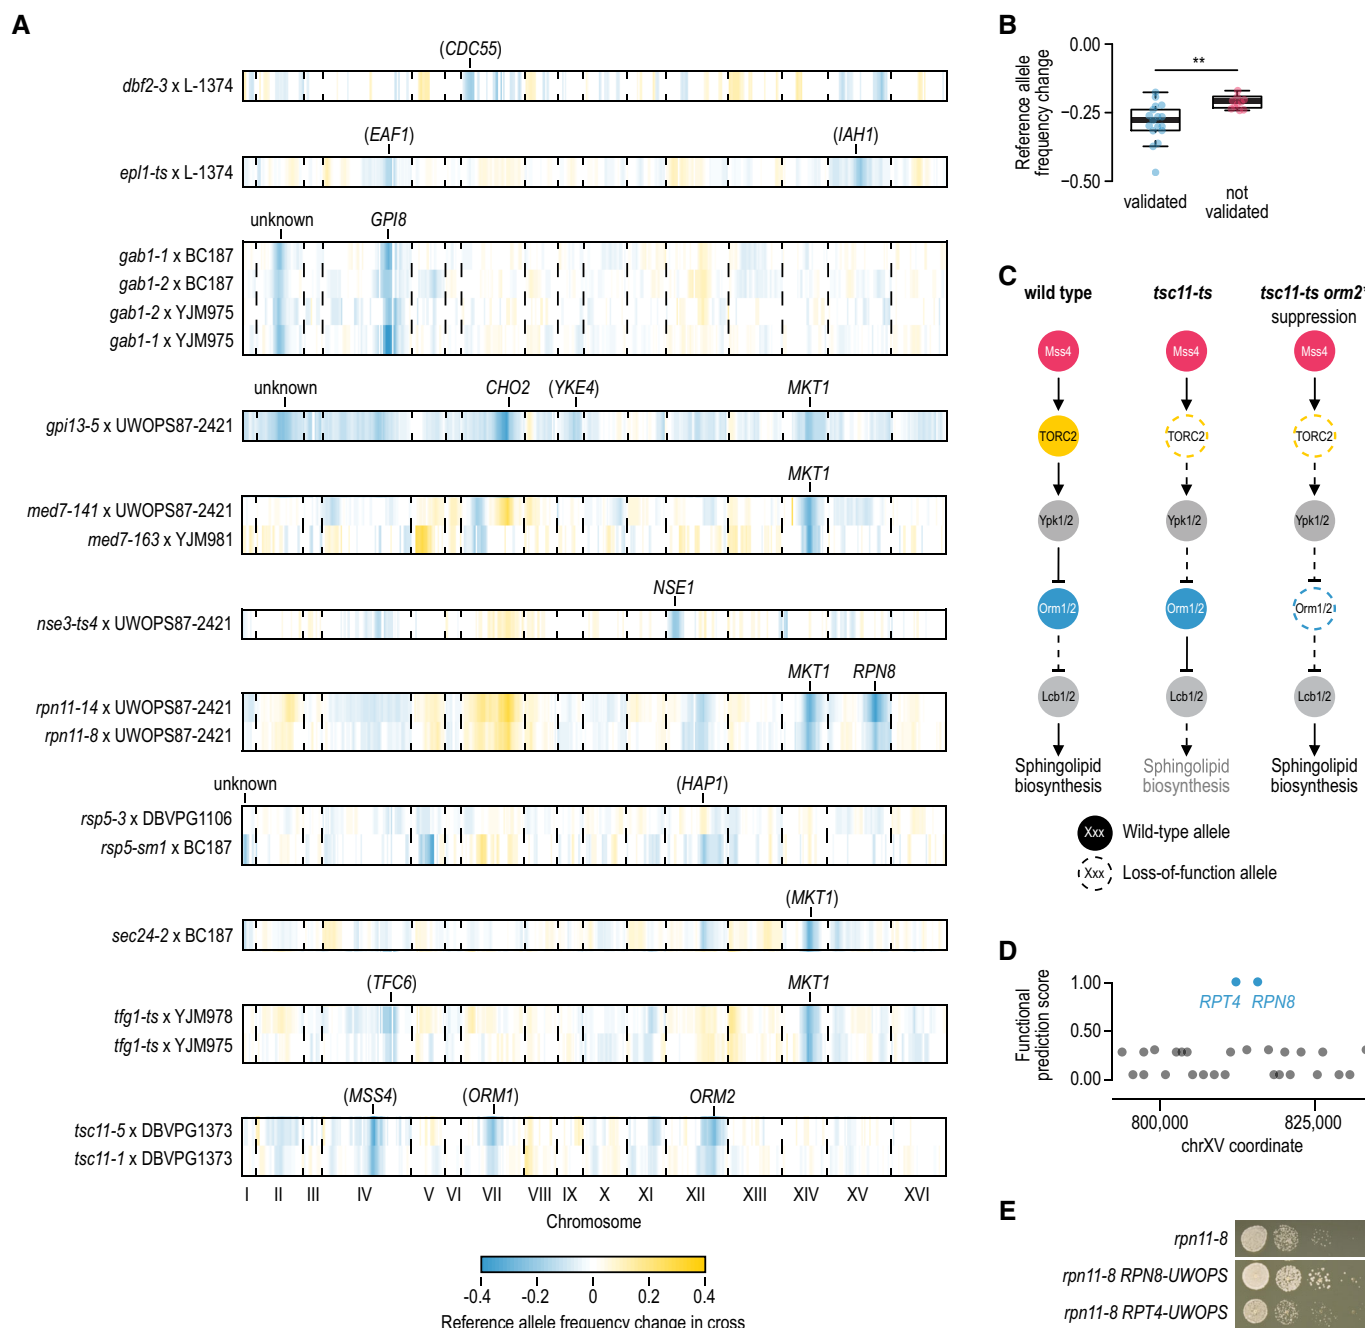 A
(CDC55)
dbf2-3 x L-1374
(EAF1)
(IAH1)
epl1-ts x L-1374
unknown
GPI8
gab1-1 x BC187
gab1-2 x BC187
gab1-2 x YJM975
gab1-1 x YJM975
unknown
CHO2
(YKE4)
MKT1
gpi13-5 x UWOPS87-2421
MKT1
med7-141 x UWOPS87-2421
med7-163 x YJM981
NSE1
nse3-ts4 x UWOPS87-2421
MKT1
RPN8
rpn11-14 x UWOPS87-2421
rpn11-8 x UWOPS87-2421
unknown
(HAP1)
rsp5-3 x DBVPG1106
rsp5-sm1 x BC187
(MKT1)
sec24-2 x BC187
(TFC6)
MKT1
tfg1-ts x YJM978
tfg1-ts x YJM975
(MSS4)
(ORM1)
ORM2
tsc11-5 x DBVPG1373
tsc11-1 x DBVPG1373
I II III IV V VI VII VIII IX X XI XII XIII XIV XV XVI
Chromosome
-0.4 -0.2 0 0.2 0.4
Reference allele frequency change in cross
B
Reference allele
frequency change
0.00
−0.25
−0.50
**
validated
not
validated
C
wild type
tsc11-ts
tsc11-ts orm2*
suppression
Mss4
Mss4
Mss4
TORC2
TORC2
TORC2
Ypk1/2
Ypk1/2
Ypk1/2
Orm1/2
Orm1/2
Orm1/2
Lcb1/2
Lcb1/2
Lcb1/2
Sphingolipid
biosynthesis
Sphingolipid
biosynthesis
Sphingolipid
biosynthesis
Xxx
Wild-type allele
Xxx
Loss-of-function allele
D
Functional
prediction score
1.00
0.50
0.00
RPT4
RPN8
800,000
825,000
chrXV coordinate
E
rpn11-8
rpn11-8 RPN8-UWOPS
rpn11-8 RPT4-UWOPS